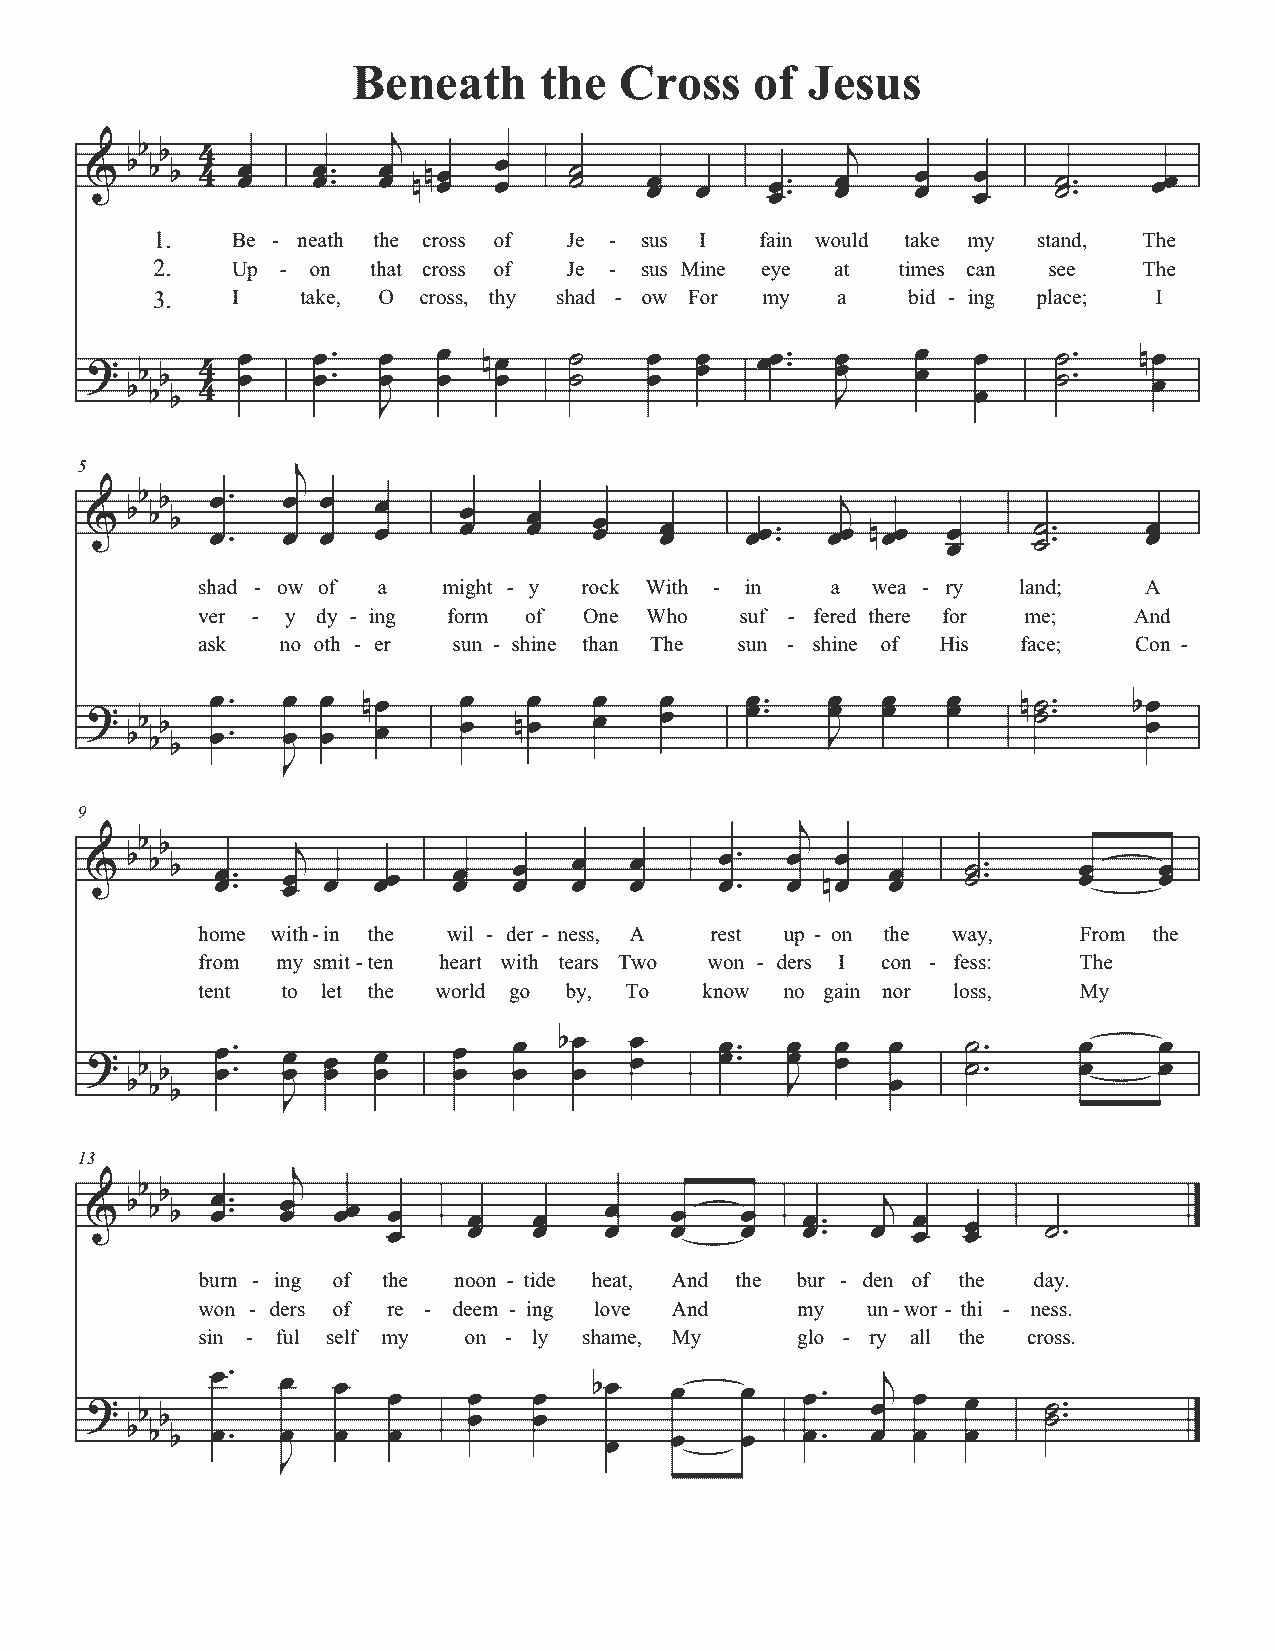 Beneath the Cross of Jesus
1. Be - neath the cross of Je - sus I fain would take my stand, The
2. Up - on that cross of Je - sus Mine eye at times can see The
3. I take, O cross, thy shad - ow For my a bid - ing place; I
5
shad - ow of a might - y rock With - in a wea - ry land; A
ver - y dy - ing form of One Who suf - fered there for me; And
ask no oth - er sun - shine than The sun - shine of His face; Con -
9
home with - in the wil - der - ness, A rest up - on the way, From the
from my smit - ten heart with tears Two won - ders I con - fess: The
tent to let the world go by, To know no gain nor loss, My
13
burn - ing of the noon - tide heat, And the bur - den of the day.
won - ders of re - deem - ing love And my un - wor - thi - ness.
sin - ful self my on - ly shame, My glo - ry all the cross.